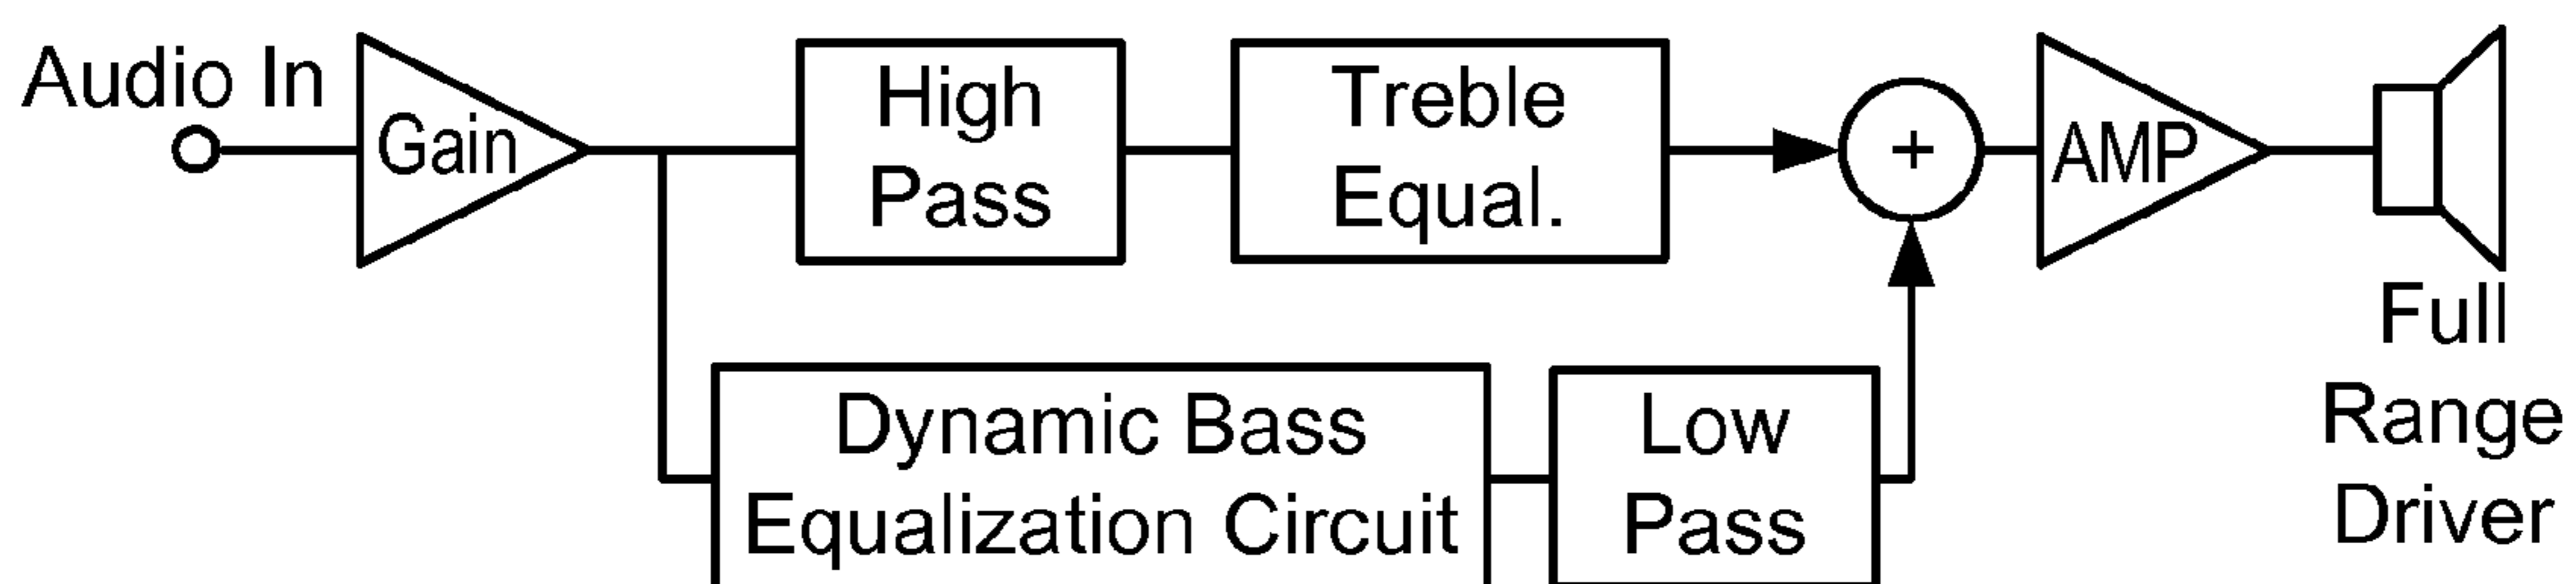 Audio In
Gain
High
Pass
Treble
Equal.
+
AMP
Full
Range
Driver
Dynamic Bass
Equalization Circuit
Low
Pass